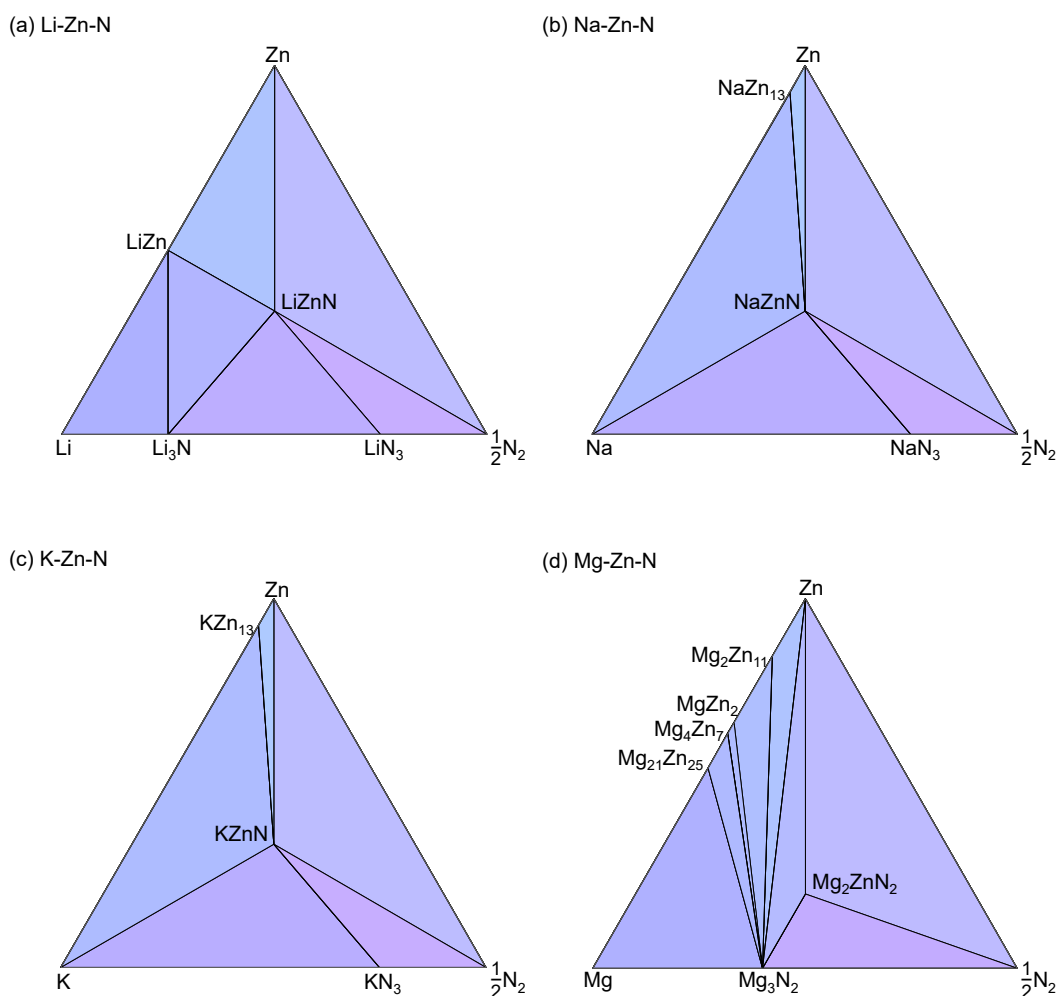 (a) Li-Zn-N
Zn
LiZn
LiZnN
Li
Li₃N
LiN₃
½N₂
(b) Na-Zn-N
Zn
NaZn₁₃
NaZnN
Na
NaN₃
½N₂
(c) K-Zn-N
Zn
KZn₁₃
KZnN
K
KN₃
½N₂
(d) Mg-Zn-N
Zn
Mg₂Zn₁₁
MgZn₂
Mg₄Zn₇
Mg₂₁Zn₂₅
Mg₂ZnN₂
Mg
Mg₃N₂
½N₂